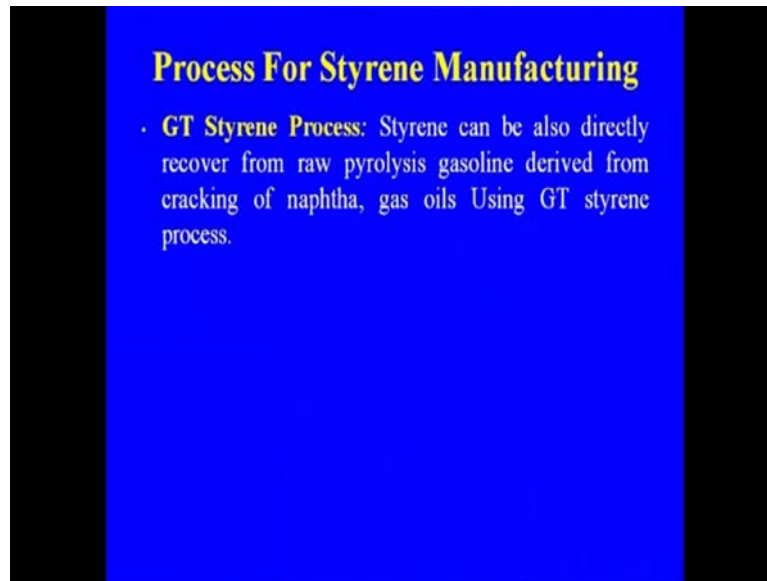 Process For Styrene Manufacturing
· GT Styrene Process: Styrene can be also directly
recover from raw pyrolysis gasoline derived from
cracking of naphtha, gas oils Using GT styrene
process.